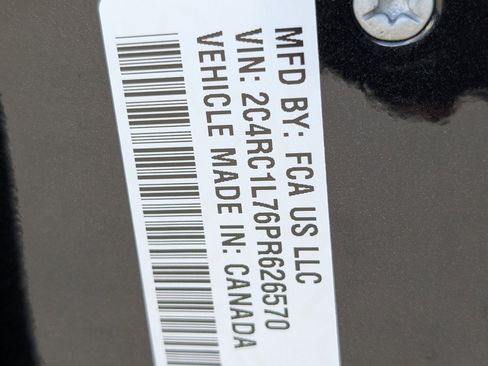 MFD BY: FCA US LLC
VIN: 2C4RC1L76PR626570
VEHICLE MADE IN: CANADA